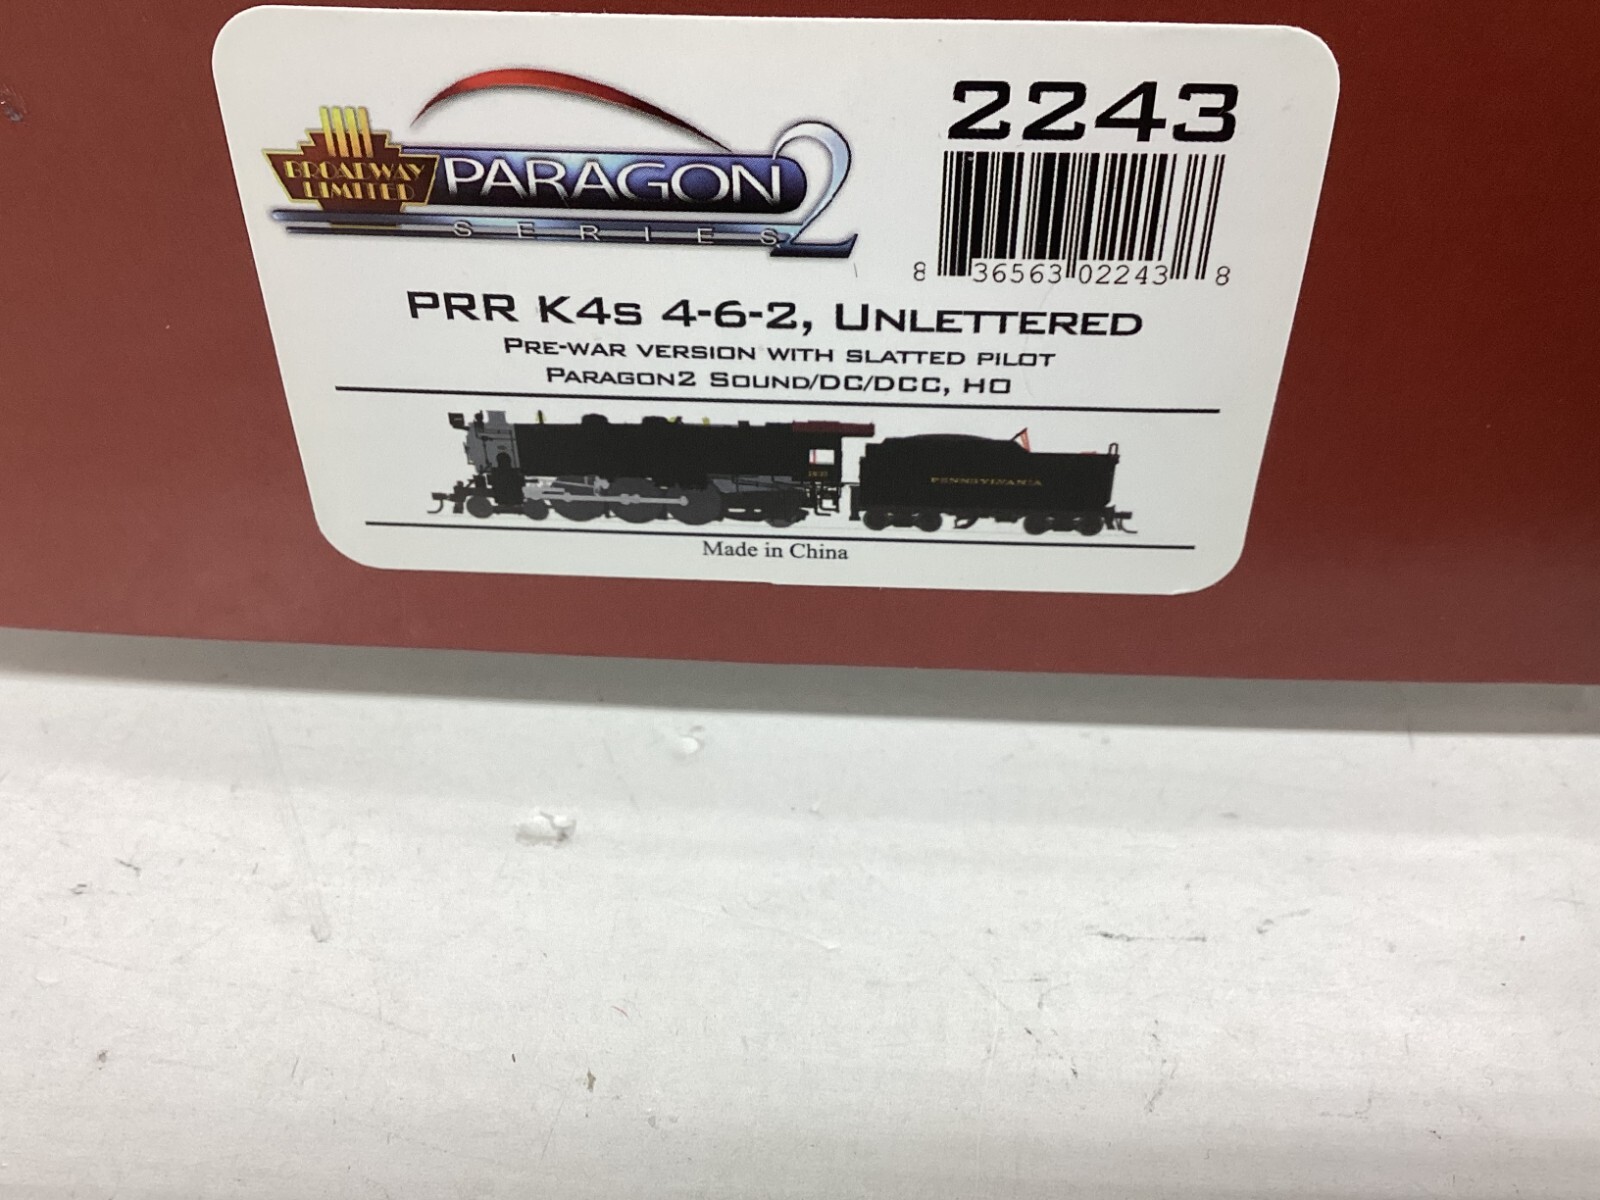 BROADWAY
LIMITED
PARAGON 2
SERIES
2243
8 36563 02243 8
PRR K4s 4-6-2, Unlettered
Pre-war version with slatted pilot
Paragon2 Sound/DC/DCC, HO
PENNSYLVANIA
Made in China